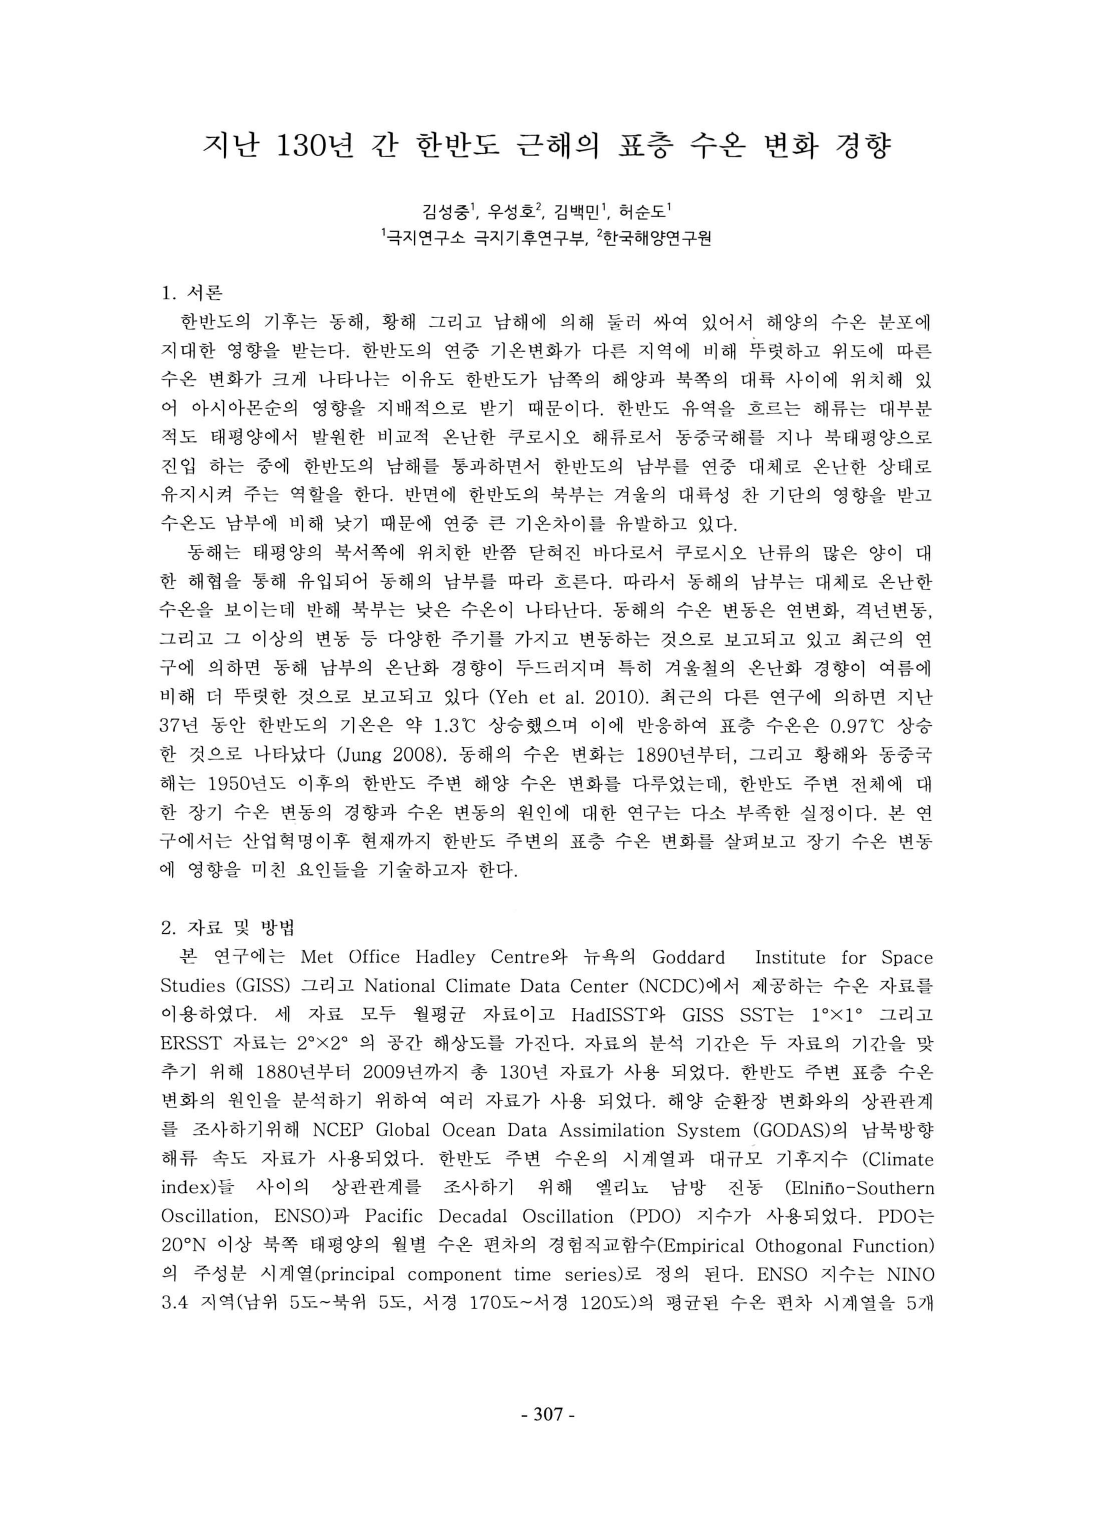 지난 130년 간 한반도 근해의 표층 수온 변화 경향
김성중¹, 우성호², 김백민¹, 허순도¹
¹극지연구소 극지기후연구부, ²한국해양연구원
1. 서론
한반도의 기후는 동해, 황해 그리고 남해에 의해 둘러 싸여 있어서 해양의 수온 분포에
지대한 영향을 받는다. 한반도의 연중 기온변화가 다른 지역에 비해 뚜렷하고 위도에 따른
수온 변화가 크게 나타나는 이유도 한반도가 남쪽의 해양과 북쪽의 대륙 사이에 위치해 있
어 아시아몬순의 영향을 지배적으로 받기 때문이다. 한반도 유역을 흐르는 해류는 대부분
적도 태평양에서 발원한 비교적 온난한 쿠로시오 해류로서 동중국해를 지나 북태평양으로
진입 하는 중에 한반도의 남해를 통과하면서 한반도의 남부를 연중 대체로 온난한 상태로
유지시켜 주는 역할을 한다. 반면에 한반도의 북부는 겨울의 대륙성 찬 기단의 영향을 받고
수온도 남부에 비해 낮기 때문에 연중 큰 기온차이를 유발하고 있다.
동해는 태평양의 북서쪽에 위치한 반쯤 닫혀진 바다로서 쿠로시오 난류의 많은 양이 대
한 해협을 통해 유입되어 동해의 남부를 따라 흐른다. 따라서 동해의 남부는 대체로 온난한
수온을 보이는데 반해 북부는 낮은 수온이 나타난다. 동해의 수온 변동은 연변화, 격년변동,
그리고 그 이상의 변동 등 다양한 주기를 가지고 변동하는 것으로 보고되고 있고 최근의 연
구에 의하면 동해 남부의 온난화 경향이 두드러지며 특히 겨울철의 온난화 경향이 여름에
비해 더 뚜렷한 것으로 보고되고 있다 (Yeh et al. 2010). 최근의 다른 연구에 의하면 지난
37년 동안 한반도의 기온은 약 1.3℃ 상승했으며 이에 반응하여 표층 수온은 0.97℃ 상승
한 것으로 나타났다 (Jung 2008). 동해의 수온 변화는 1890년부터, 그리고 황해와 동중국
해는 1950년도 이후의 한반도 주변 해양 수온 변화를 다루었는데, 한반도 주변 전체에 대
한 장기 수온 변동의 경향과 수온 변동의 원인에 대한 연구는 다소 부족한 실정이다. 본 연
구에서는 산업혁명이후 현재까지 한반도 주변의 표층 수온 변화를 살펴보고 장기 수온 변동
에 영향을 미친 요인들을 기술하고자 한다.
2. 자료 및 방법
본 연구에는 Met Office Hadley Centre와 뉴욕의 Goddard Institute for Space
Studies (GISS) 그리고 National Climate Data Center (NCDC)에서 제공하는 수온 자료를
이용하였다. 세 자료 모두 월평균 자료이고 HadISST와 GISS SST는 1°×1° 그리고
ERSST 자료는 2°×2° 의 공간 해상도를 가진다. 자료의 분석 기간은 두 자료의 기간을 맞
추기 위해 1880년부터 2009년까지 총 130년 자료가 사용 되었다. 한반도 주변 표층 수온
변화의 원인을 분석하기 위하여 여러 자료가 사용 되었다. 해양 순환장 변화와의 상관관계
를 조사하기위해 NCEP Global Ocean Data Assimilation System (GODAS)의 남북방향
해류 속도 자료가 사용되었다. 한반도 주변 수온의 시계열과 대규모 기후지수 (Climate
index)들 사이의 상관관계를 조사하기 위해 엘리뇨 남방 진동 (Elniño-Southern
Oscillation, ENSO)과 Pacific Decadal Oscillation (PDO) 지수가 사용되었다. PDO는
20°N 이상 북쪽 태평양의 월별 수온 편차의 경험직교함수(Empirical Othogonal Function)
의 주성분 시계열(principal component time series)로 정의 된다. ENSO 지수는 NINO
3.4 지역(남위 5도~북위 5도, 서경 170도~서경 120도)의 평균된 수온 편차 시계열을 5개
- 307 -